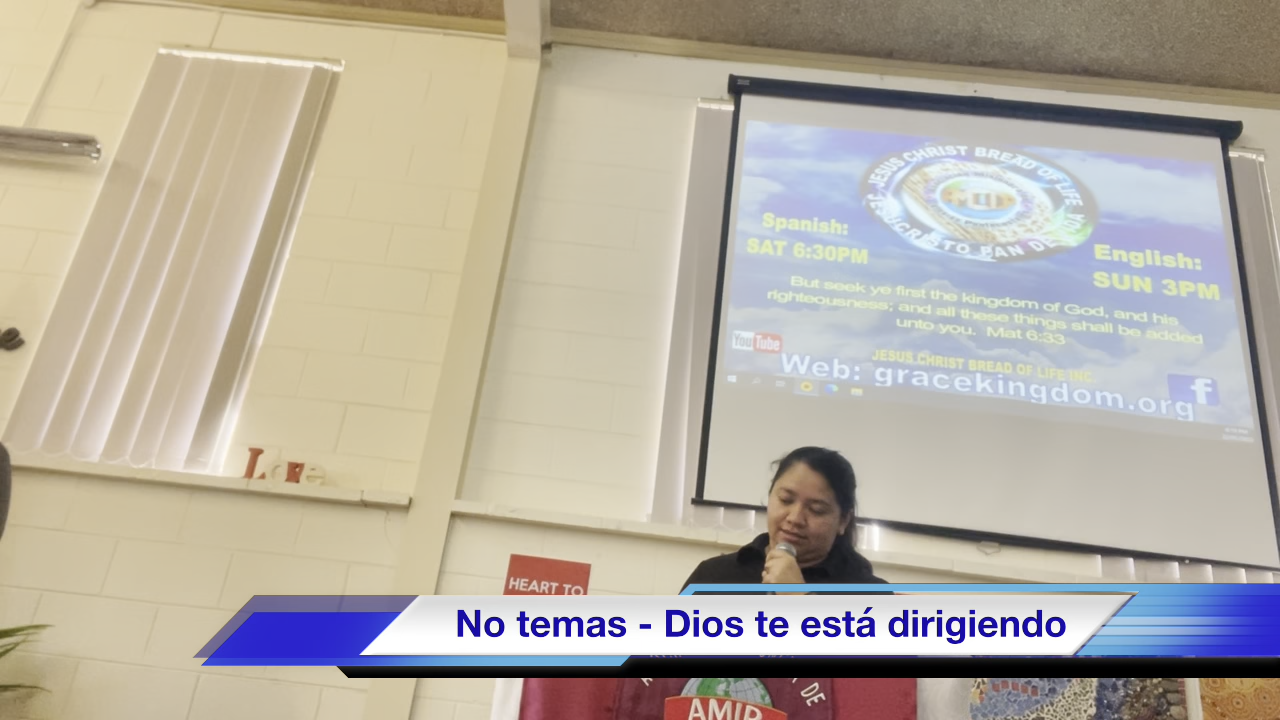 JESUS CHRIST BREAD OF LIFE
JESUCRISTO PAN DE VIDA
Spanish:
SAT 6:30PM
English:
SUN 3PM
But seek ye first the kingdom of God, and his
righteousness; and all these things shall be added
unto you. Mat 6:33
YouTube
JESUS CHRIST BREAD OF LIFE INC.
Web: gracekingdom.org
f
Love
HEART TO
No temas - Dios te está dirigiendo
DE
AMIP